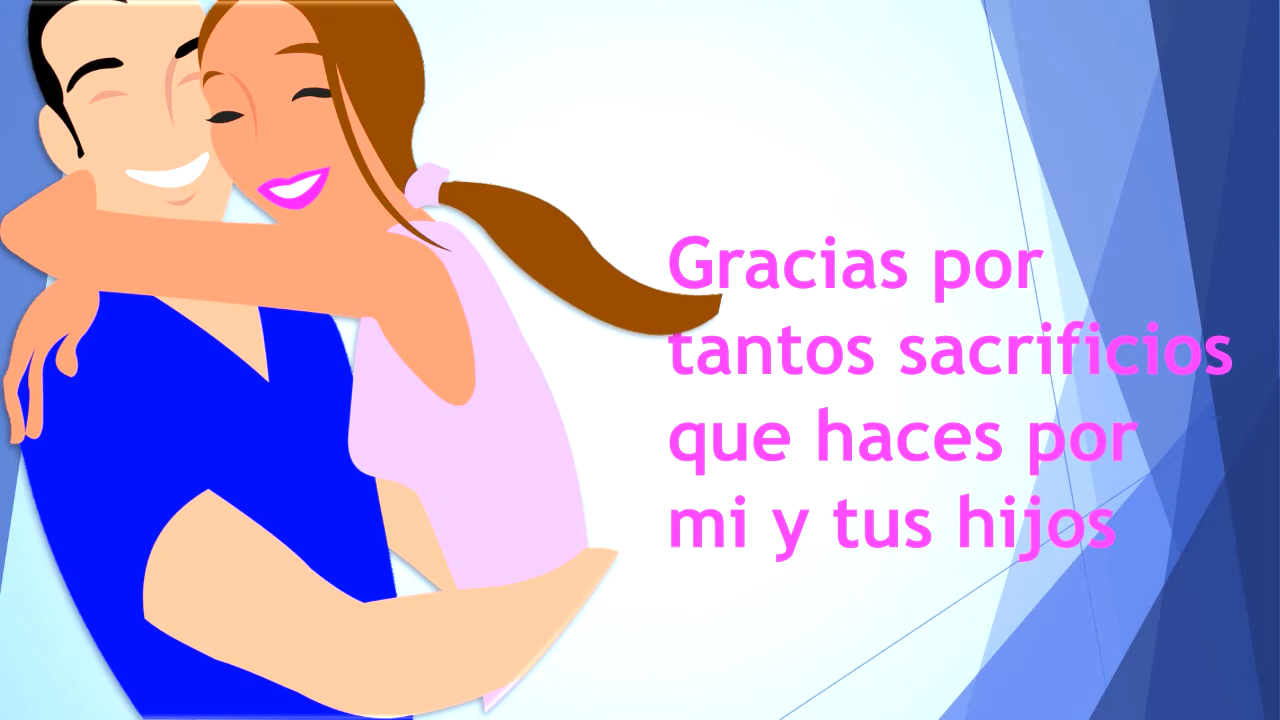 Gracias por
tantos sacrificios
que haces por
mi y tus hijos